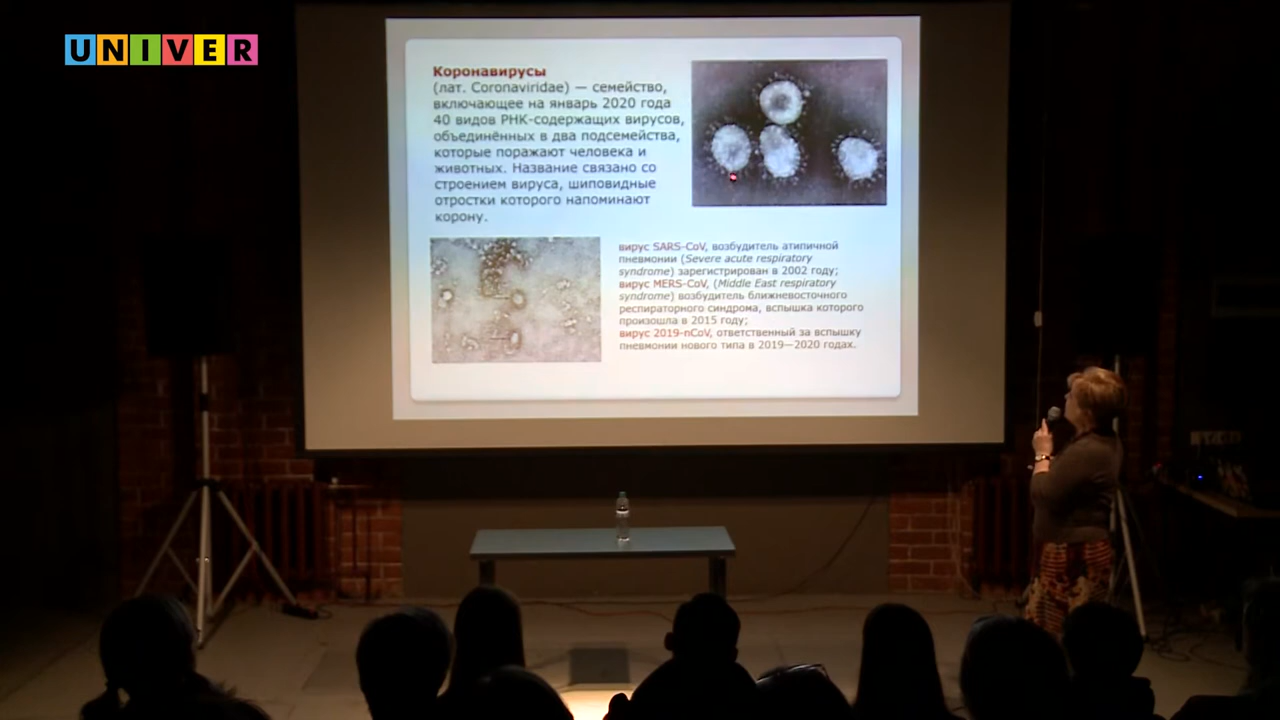 UNIVER
Коронавирусы
(лат. Coronaviridae) — семейство,
включающее на январь 2020 года
40 видов РНК-содержащих вирусов,
объединённых в два подсемейства,
которые поражают человека и
животных. Название связано со
строением вируса, шиповидные
отростки которого напоминают
корону.
вирус SARS-CoV, возбудитель атипичной
пневмонии (Severe acute respiratory
syndrome) зарегистрирован в 2002 году;
вирус MERS-CoV, (Middle East respiratory
syndrome) возбудитель ближневосточного
респираторного синдрома, вспышка которого
произошла в 2015 году;
вирус 2019-nCoV, ответственный за вспышку
пневмонии нового типа в 2019—2020 годах.